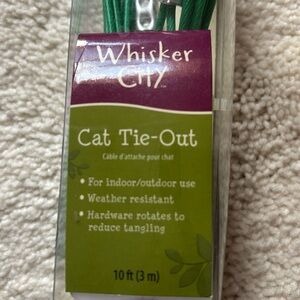 Whisker
City™
Cat Tie-Out
Câble d'attache pour chat
• For indoor/outdoor use
• Weather resistant
• Hardware rotates to
reduce tangling
10 ft (3 m)